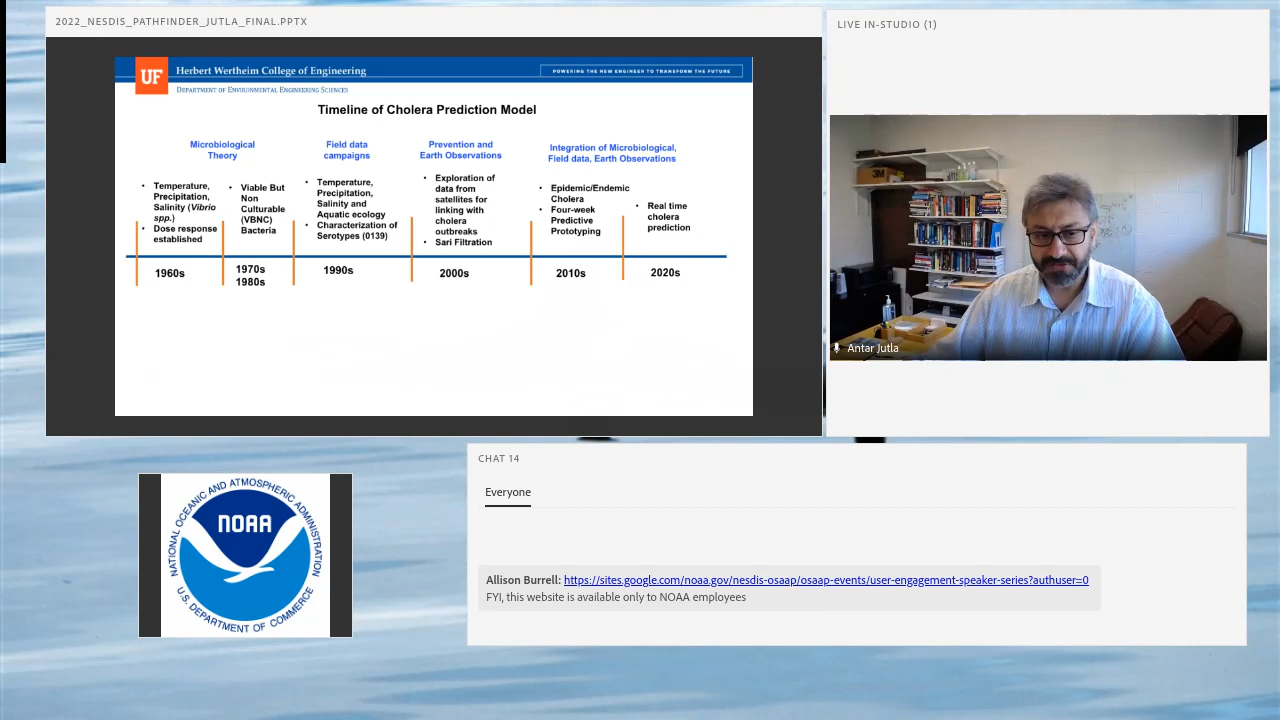 2022_NESDIS_PATHFINDER_JUTLA_FINAL.PPTX
UF
Herbert Wertheim College of Engineering
POWERING THE NEW ENGINEER TO TRANSFORM THE FUTURE
DEPARTMENT OF ENVIRONMENTAL ENGINEERING SCIENCES
Timeline of Cholera Prediction Model
Microbiological
Theory
Field data
campaigns
Prevention and
Earth Observations
Integration of Microbiological,
Field data, Earth Observations
• Temperature,
Precipitation,
Salinity (Vibrio
spp.)
• Dose response
established
• Viable But
Non
Culturable
(VBNC)
Bacteria
• Temperature,
Precipitation,
Salinity and
Aquatic ecology
• Characterization of
Serotypes (0139)
• Exploration of
data from
satellites for
linking with
cholera
outbreaks
• Sari Filtration
• Epidemic/Endemic
Cholera
• Four-week
Predictive
Prototyping
• Real time
cholera
prediction
1960s
1970s
1980s
1990s
2000s
2010s
2020s
LIVE IN-STUDIO (1)
3M
Antar Jutla
NATIONAL OCEANIC AND ATMOSPHERIC ADMINISTRATION
NOAA
U.S. DEPARTMENT OF COMMERCE
CHAT 14
Everyone
Allison Burrell: https://sites.google.com/noaa.gov/nesdis-osaap/osaap-events/user-engagement-speaker-series?authuser=0
FYI, this website is available only to NOAA employees